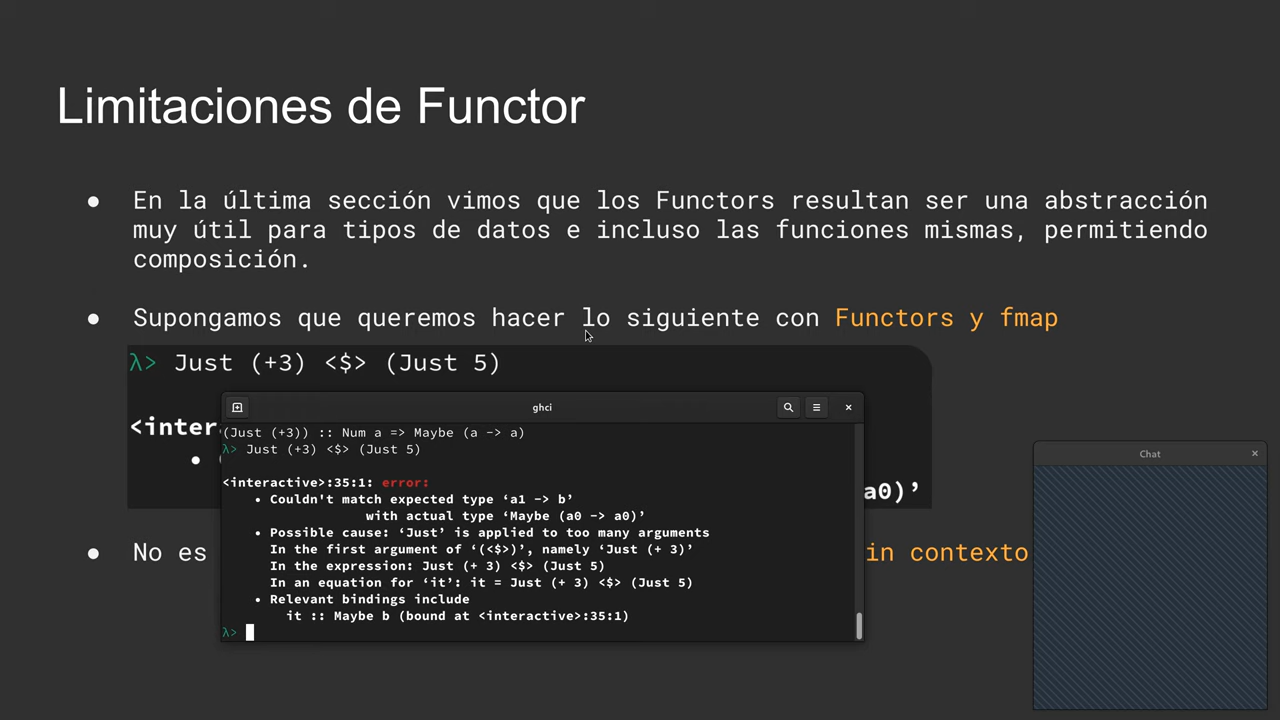 Limitaciones de Functor
● En la última sección vimos que los Functors resultan ser una abstracción
muy útil para tipos de datos e incluso las funciones mismas, permitiendo
composición.
● Supongamos que queremos hacer lo siguiente con Functors y fmap
λ> Just (+3) <$> (Just 5)
<inter
a0)’
● No es
in contexto
ghci
(Just (+3)) :: Num a => Maybe (a -> a)
λ> Just (+3) <$> (Just 5)
<interactive>:35:1: error:
• Couldn't match expected type ‘a1 -> b’
with actual type ‘Maybe (a0 -> a0)’
• Possible cause: ‘Just’ is applied to too many arguments
In the first argument of ‘(<$>)’, namely ‘Just (+ 3)’
In the expression: Just (+ 3) <$> (Just 5)
In an equation for ‘it’: it = Just (+ 3) <$> (Just 5)
• Relevant bindings include
it :: Maybe b (bound at <interactive>:35:1)
λ>
Chat